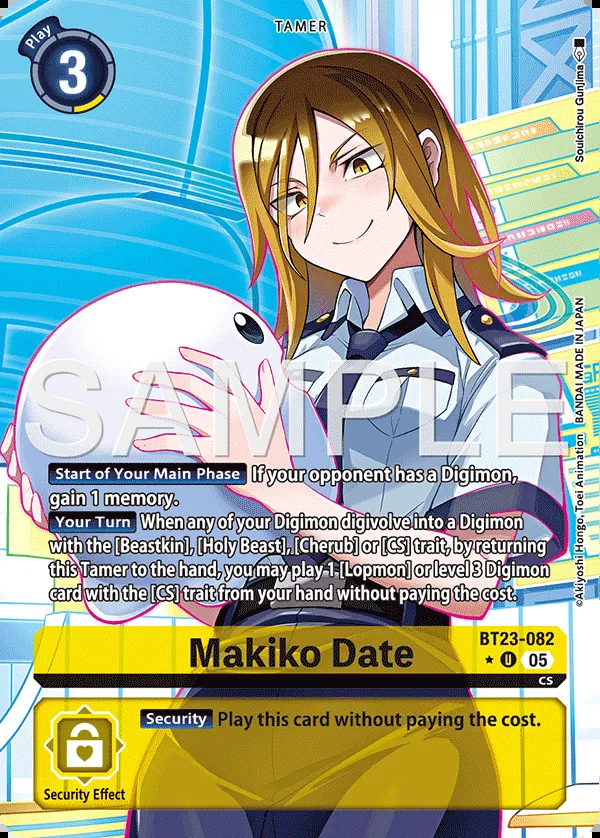 TAMER
Play
3
Souichirou Gunjima
BANDAI MADE IN JAPAN
©Akiyoshi Hongo, Toei Animation
SAMPLE
Start of Your Main Phase If your opponent has a Digimon,
gain 1 memory.
Your Turn When any of your Digimon digivolve into a Digimon
with the [Beastkin], [Holy Beast], [Cherub] or [CS] trait, by returning
this Tamer to the hand, you may play 1 [Lopmon] or level 3 Digimon
card with the [CS] trait from your hand without paying the cost.
Makiko Date
BT23-082
U 05
CS
Security Play this card without paying the cost.
Security Effect